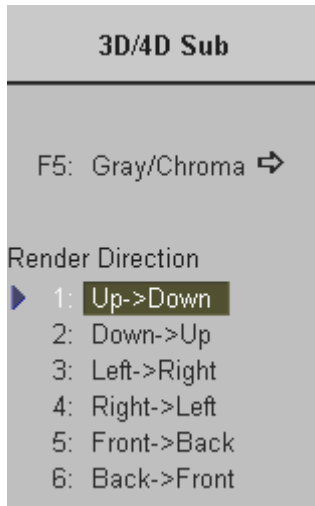 3D/4D Sub
F5: Gray/Chroma
Render Direction
1: Up->Down
2: Down->Up
3: Left->Right
4: Right->Left
5: Front->Back
6: Back->Front